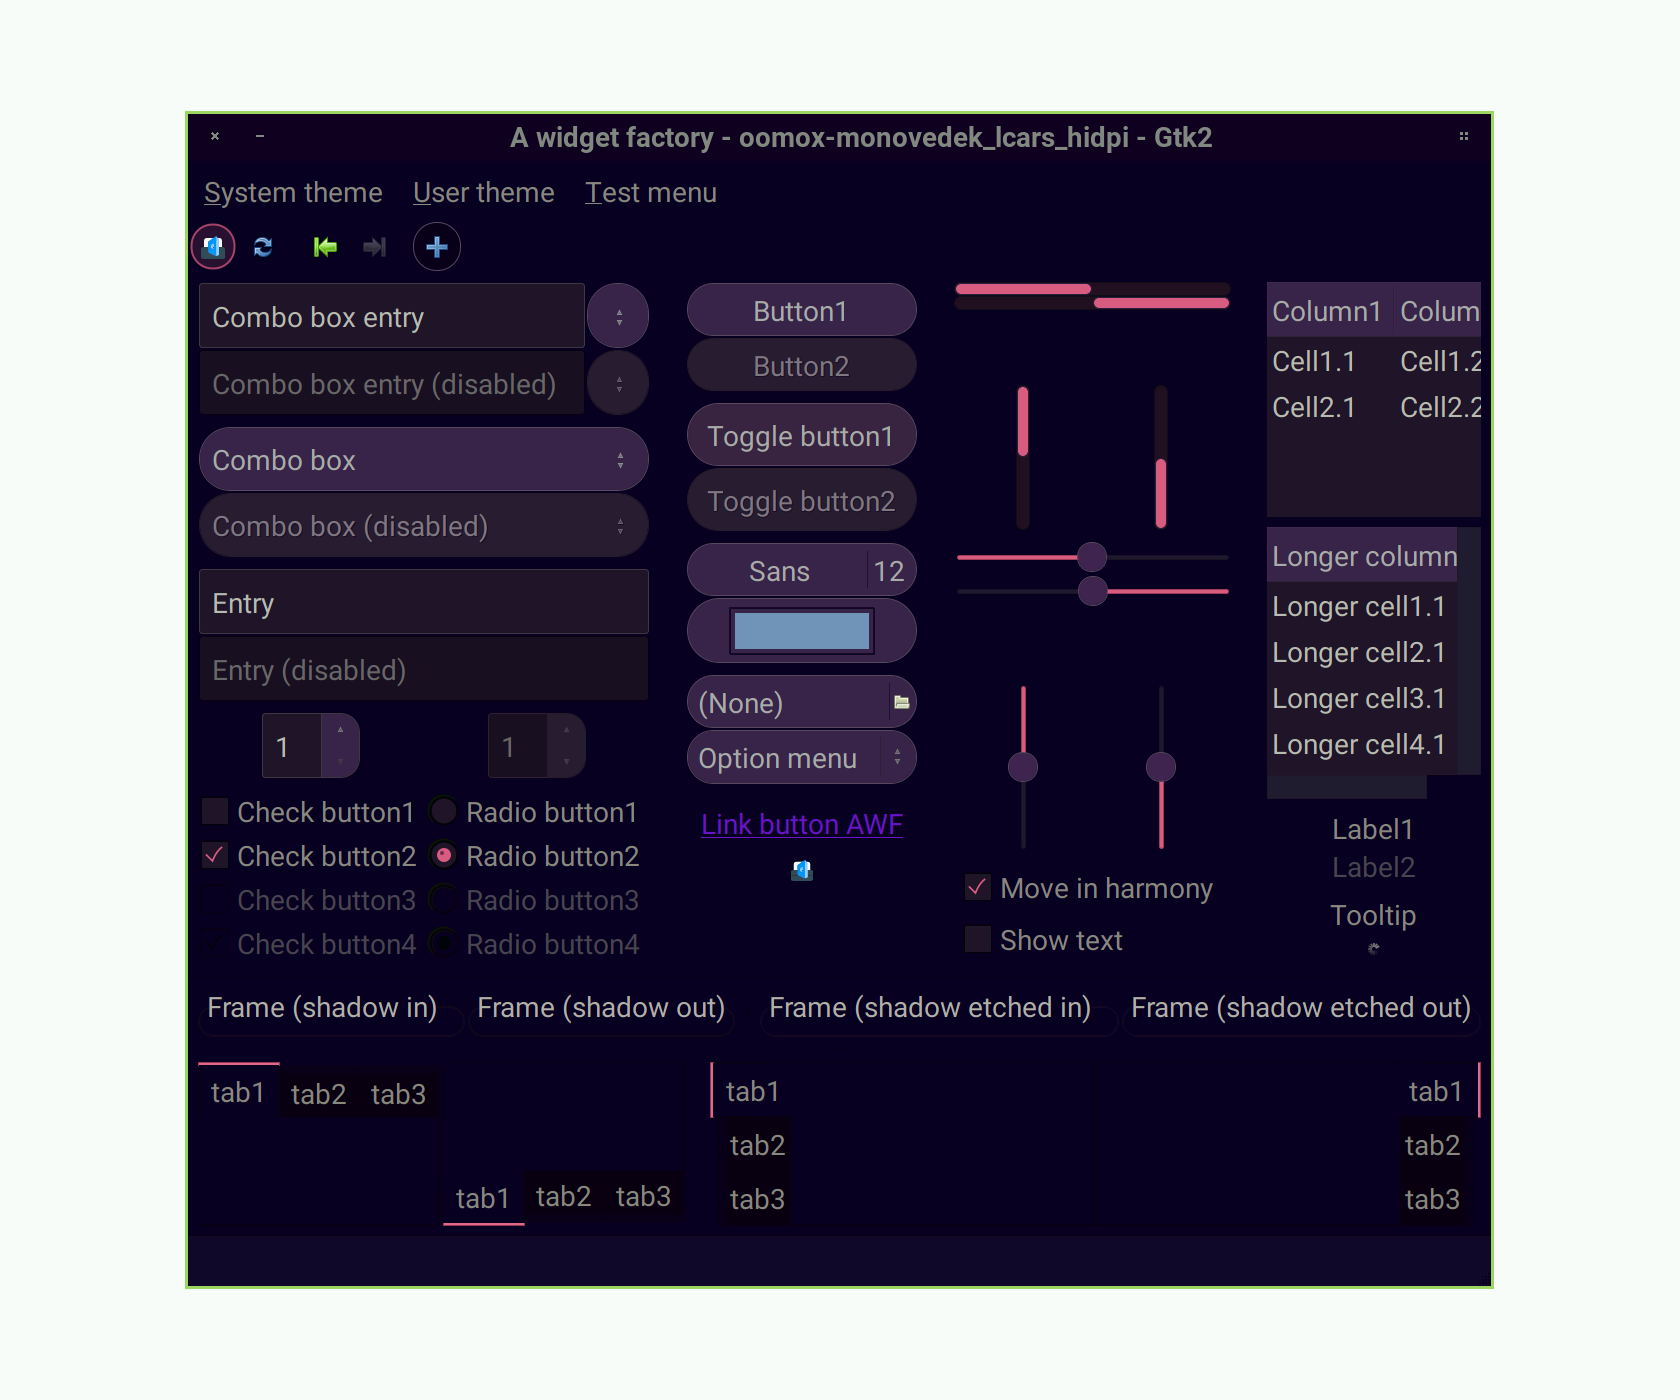 A widget factory - oomox-monovedek_lcars_hidpi - Gtk2
System theme User theme Test menu
Combo box entry
Combo box entry (disabled)
Combo box
Combo box (disabled)
Entry
Entry (disabled)
1 1
Check button1 Radio button1
Check button2 Radio button2
Check button3 Radio button3
Check button4 Radio button4
Button1
Button2
Toggle button1
Toggle button2
Sans 12
(None)
Option menu
Link button AWF
Move in harmony
Show text
Column1 Colum
Cell1.1 Cell1.2
Cell2.1 Cell2.2
Longer column
Longer cell1.1
Longer cell2.1
Longer cell3.1
Longer cell4.1
Label1
Label2
Tooltip
Frame (shadow in) Frame (shadow out) Frame (shadow etched in) Frame (shadow etched out)
tab1 tab2 tab3
tab1 tab2 tab3
tab1
tab2
tab3
tab1
tab2
tab3